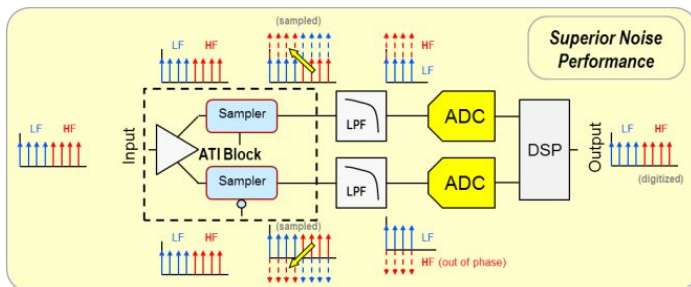 (sampled)
Superior Noise
Performance
LF HF
HF
LF
LF HF
Input
Sampler
ATI Block
Sampler
LPF
ADC
LPF
ADC
DSP
Output
LF HF
(digitized)
(sampled)
LF HF
LF
HF (out of phase)